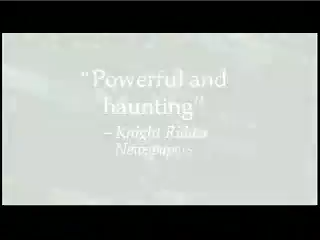 “Powerful and
haunting”
– Knight Ridder
Newspapers